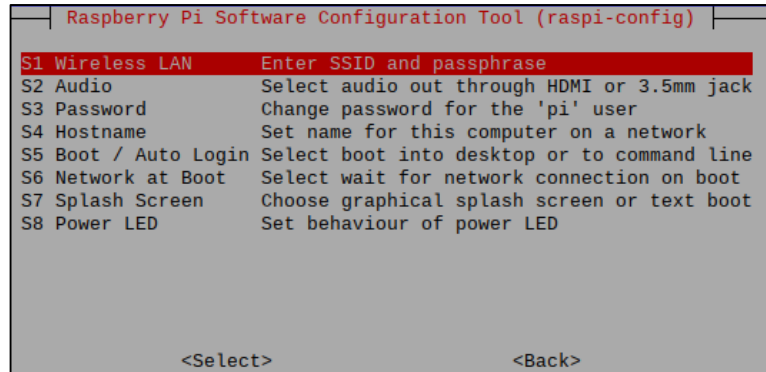 Raspberry Pi Software Configuration Tool (raspi-config)
S1 Wireless LAN Enter SSID and passphrase
S2 Audio Select audio out through HDMI or 3.5mm jack
S3 Password Change password for the 'pi' user
S4 Hostname Set name for this computer on a network
S5 Boot / Auto Login Select boot into desktop or to command line
S6 Network at Boot Select wait for network connection on boot
S7 Splash Screen Choose graphical splash screen or text boot
S8 Power LED Set behaviour of power LED
<Select> <Back>